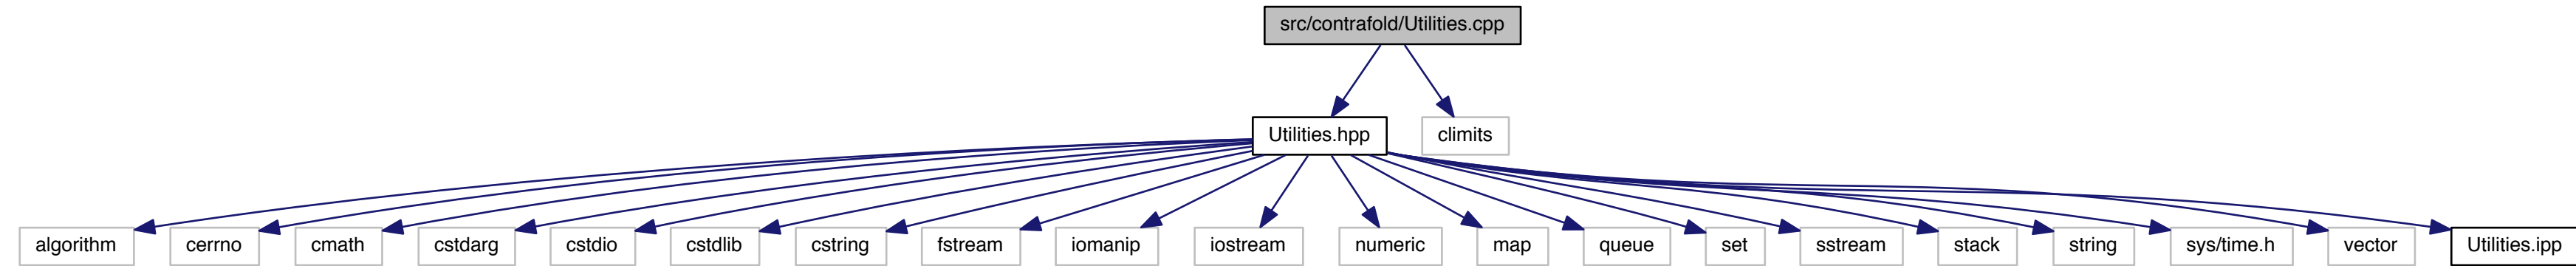 src/contrafold/Utilities.cpp
Utilities.hpp
climits
algorithm
cerrno
cmath
cstdarg
cstdio
cstdlib
cstring
fstream
iomanip
iostream
numeric
map
queue
set
sstream
stack
string
sys/time.h
vector
Utilities.ipp